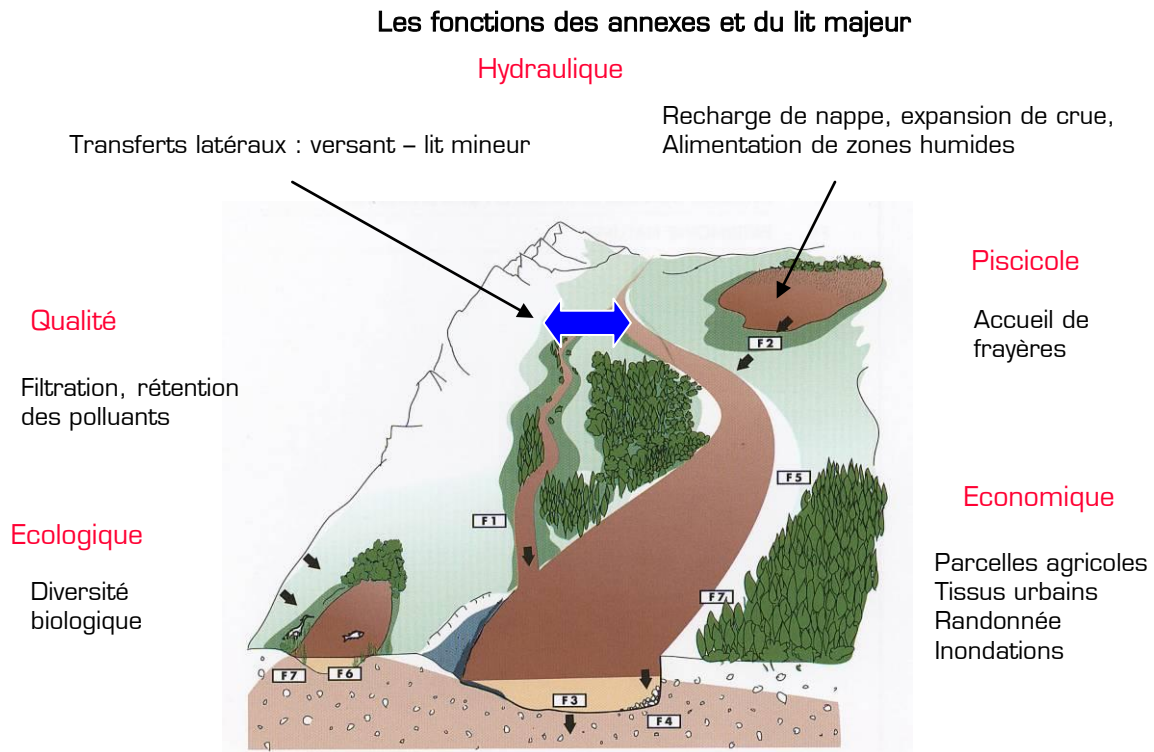 Les fonctions des annexes et du lit majeur
Hydraulique
Transferts latéraux : versant – lit mineur
Recharge de nappe, expansion de crue,
Alimentation de zones humides
Piscicole
Accueil de
frayères
Qualité
Filtration, rétention
des polluants
Ecologique
Diversité
biologique
Economique
Parcelles agricoles
Tissus urbains
Randonnée
Inondations
F2
F5
F1
F7
F7
F6
F3
F4